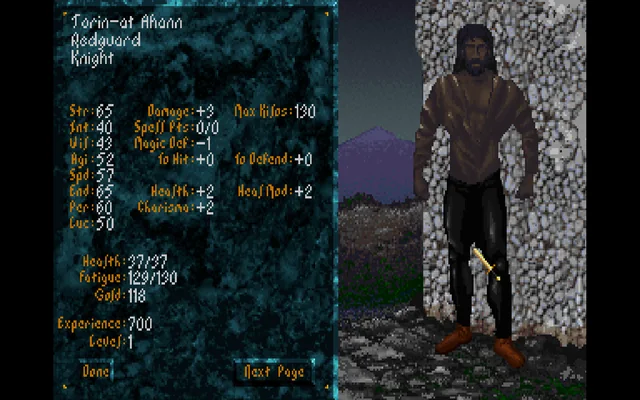 Torin-at Ahann
Redguard
Knight
Str:65 Damage:+3 Max Kilos:130
Int:40 Spell Pts:0/0
Wil:43 Magic Def:-1
Agi:52 To Hit:+0 To Defend:+0
Spd:57
End:65 Health:+2 Heal Mod:+2
Per:60 Charisma:+2
Luc:50
Health:37/37
Fatigue:129/130
Gold:118
Experience:700
Level:1
Done Next Page